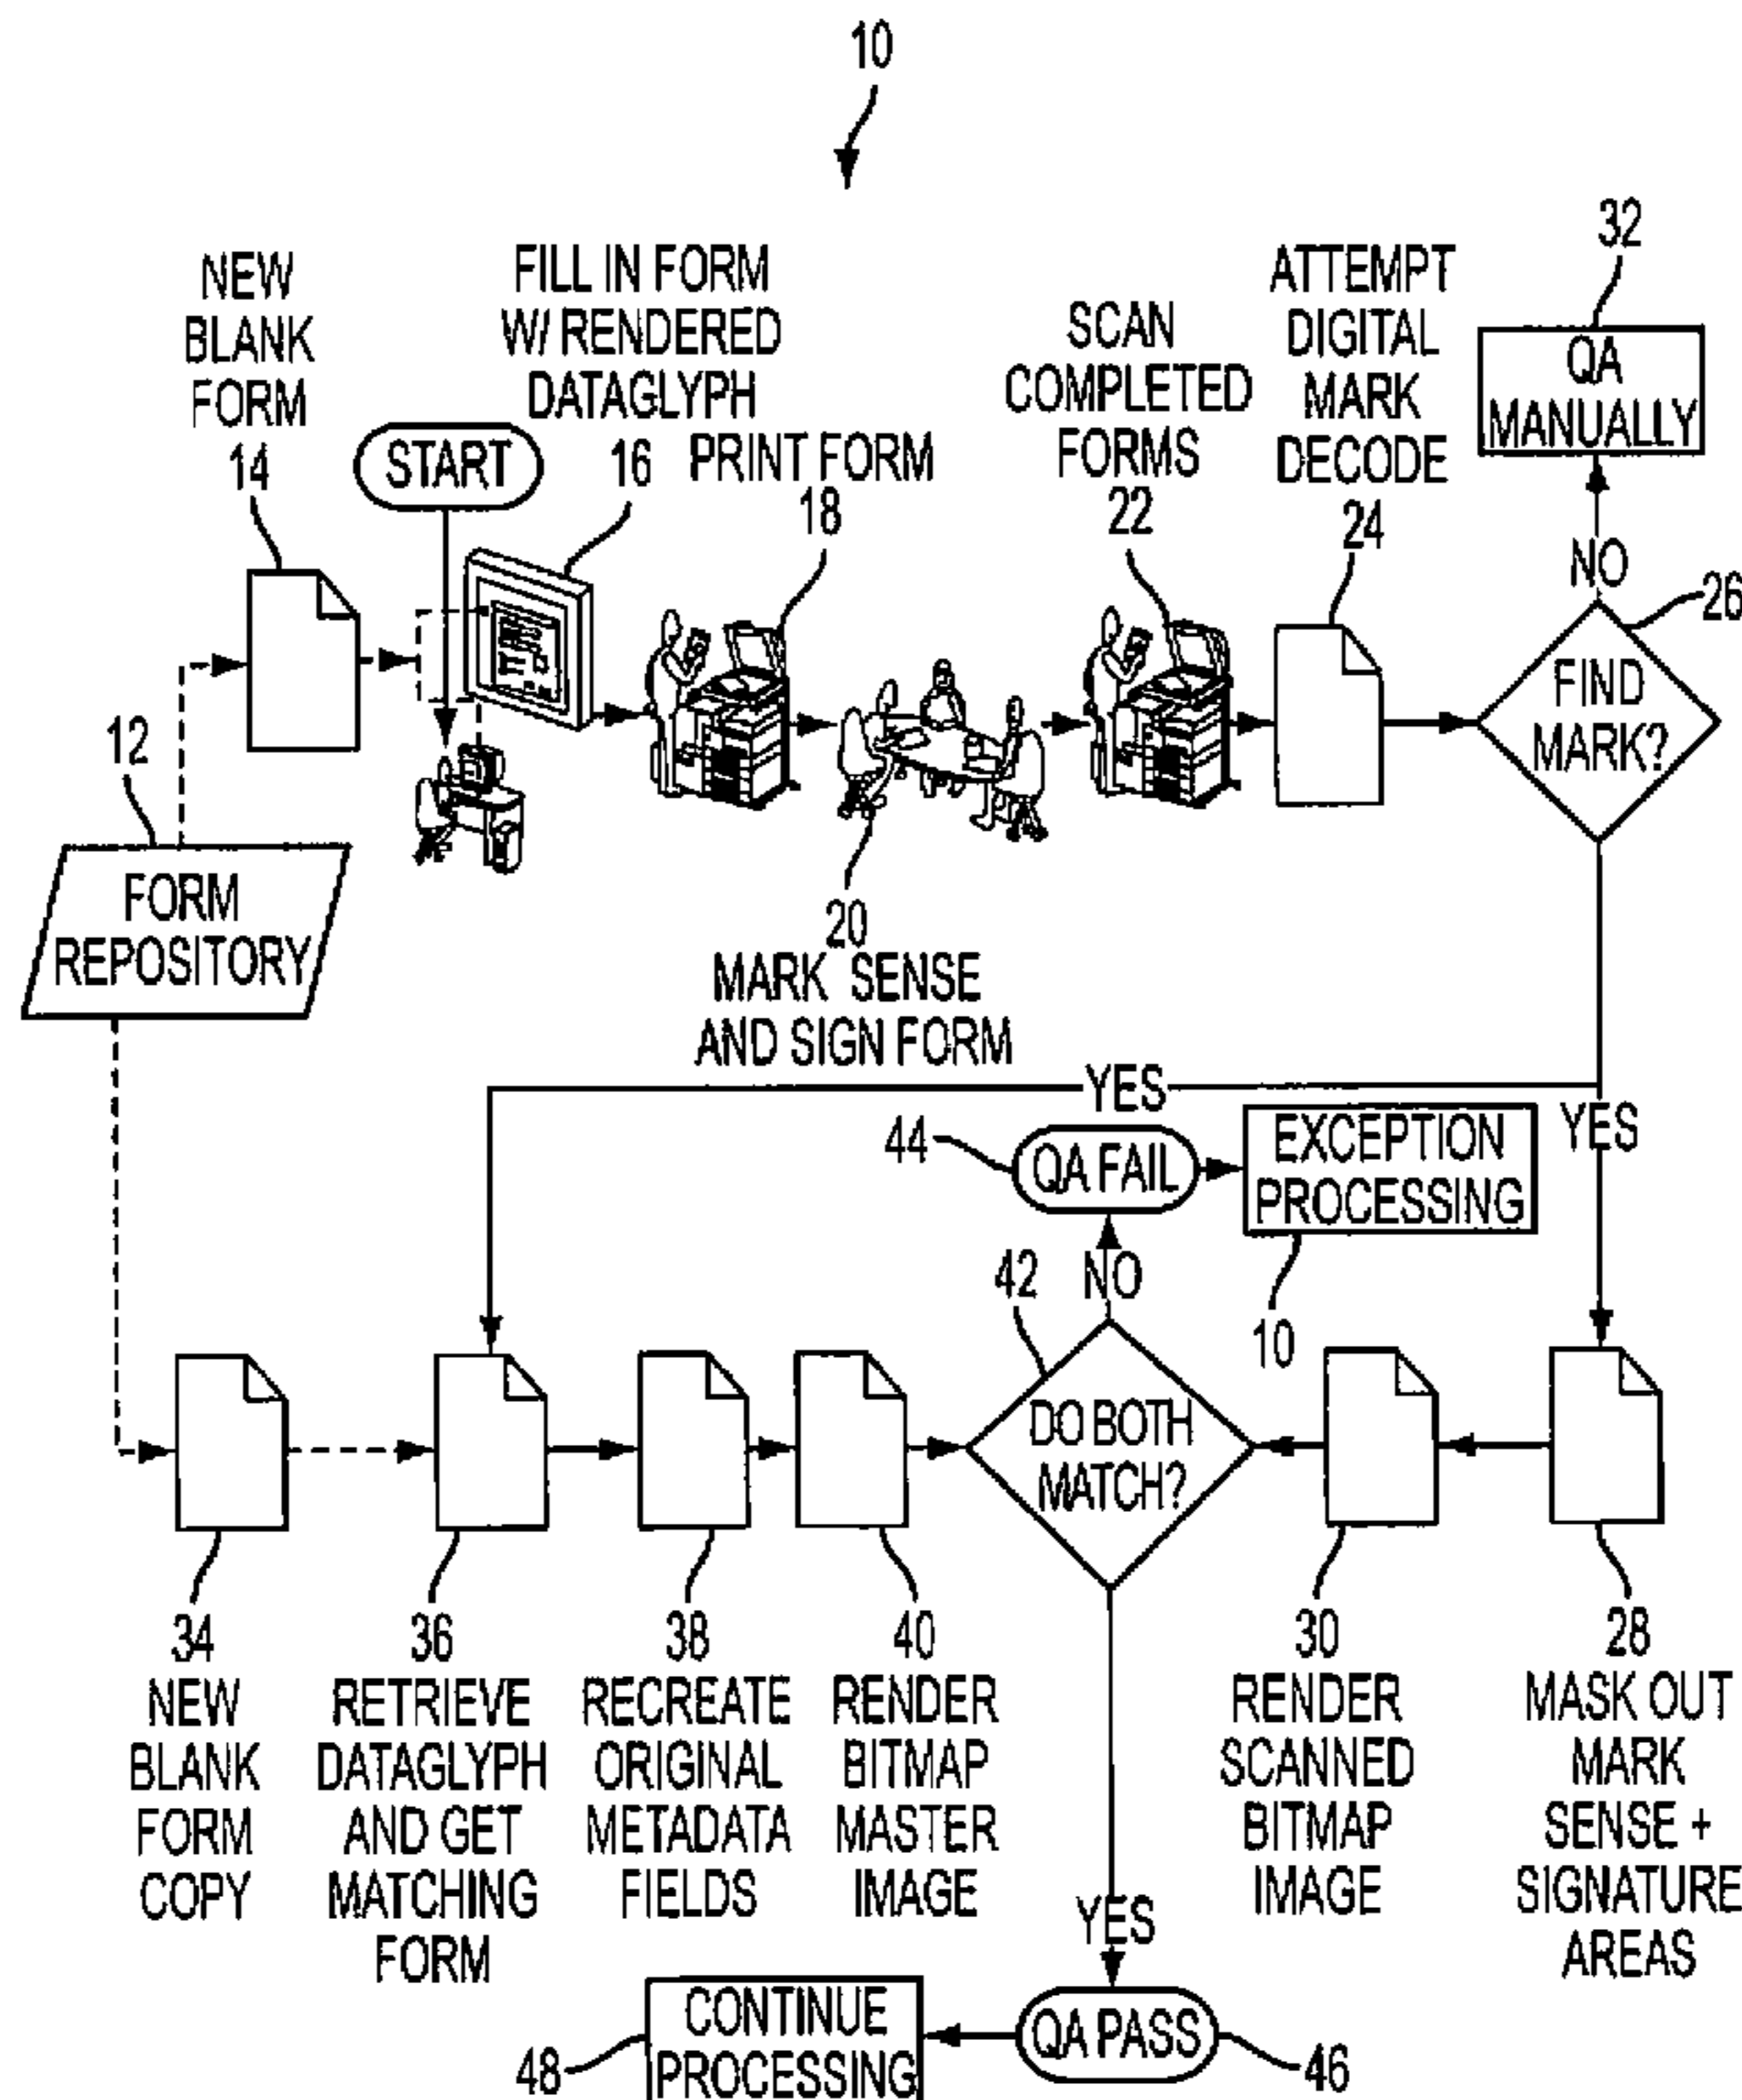 10
NEW
BLANK
FORM
14
START
FILL IN FORM
W/ RENDERED
DATAGLYPH
16
PRINT FORM
18
SCAN
COMPLETED
FORMS
22
ATTEMPT
DIGITAL
MARK
DECODE
24
32
QA
MANUALLY
NO
26
FIND
MARK?
12
FORM
REPOSITORY
20
MARK SENSE
AND SIGN FORM
YES
YES
44
QA FAIL
EXCEPTION
PROCESSING
10
42
NO
DO BOTH
MATCH?
34
NEW
BLANK
FORM
COPY
36
RETRIEVE
DATAGLYPH
AND GET
MATCHING
FORM
38
RECREATE
ORIGINAL
METADATA
FIELDS
40
RENDER
BITMAP
MASTER
IMAGE
30
RENDER
SCANNED
BITMAP
IMAGE
28
MASK OUT
MARK
SENSE +
SIGNATURE
AREAS
YES
48
CONTINUE
PROCESSING
QA PASS
46